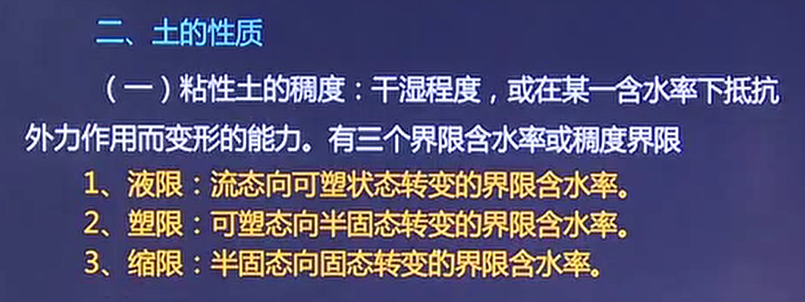 二、土的性质
（一）粘性土的稠度：干湿程度，或在某一含水率下抵抗
外力作用而变形的能力。有三个界限含水率或稠度界限
1、液限：流态向可塑状态转变的界限含水率。
2、塑限：可塑态向半固态转变的界限含水率。
3、缩限：半固态向固态转变的界限含水率。